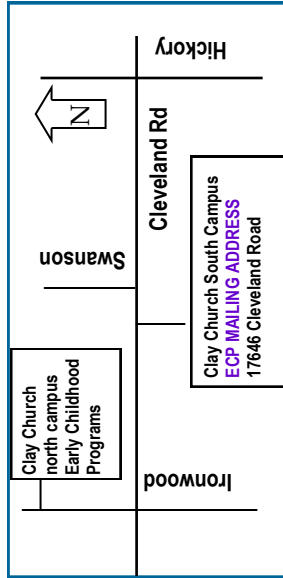 Clay Church
north campus
Early Childhood
Programs
Swanson
N
Hickory
Cleveland Rd
Ironwood
Clay Church South Campus
ECP MAILING ADDRESS
17646 Cleveland Road